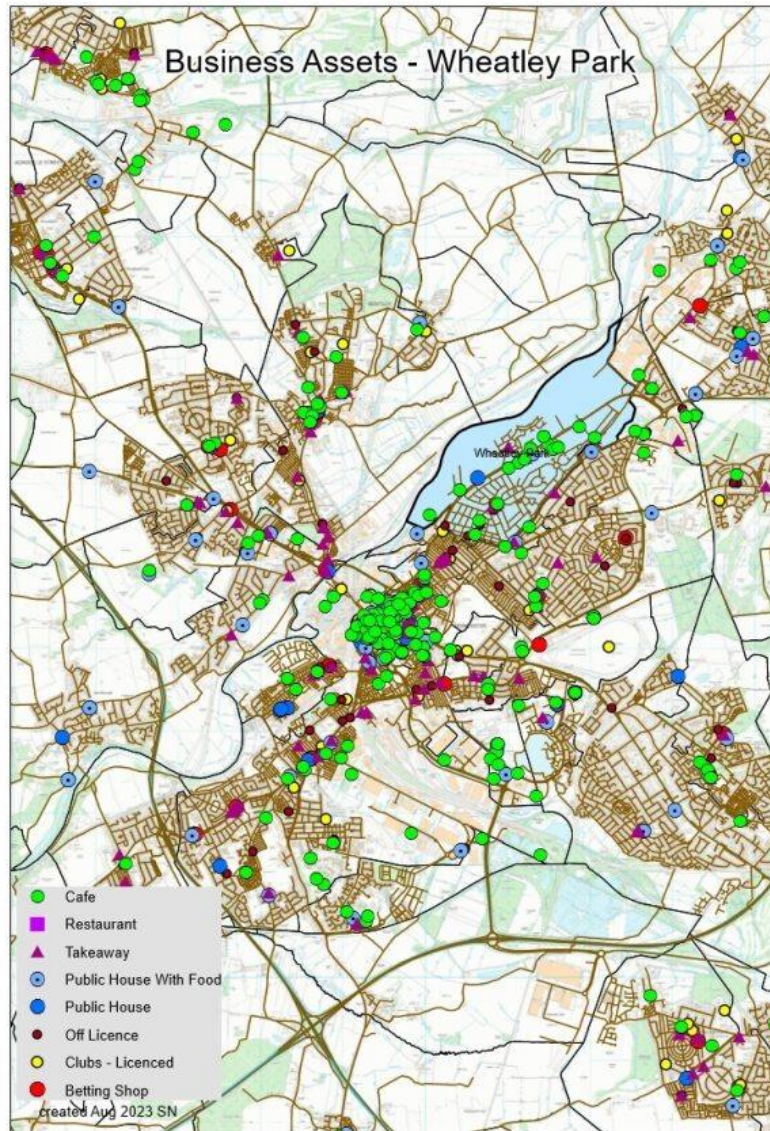 Business Assets - Wheatley Park
Wheatley Park
Cafe
Restaurant
Takeaway
Public House With Food
Public House
Off Licence
Clubs - Licenced
Betting Shop
created Aug 2023 SN